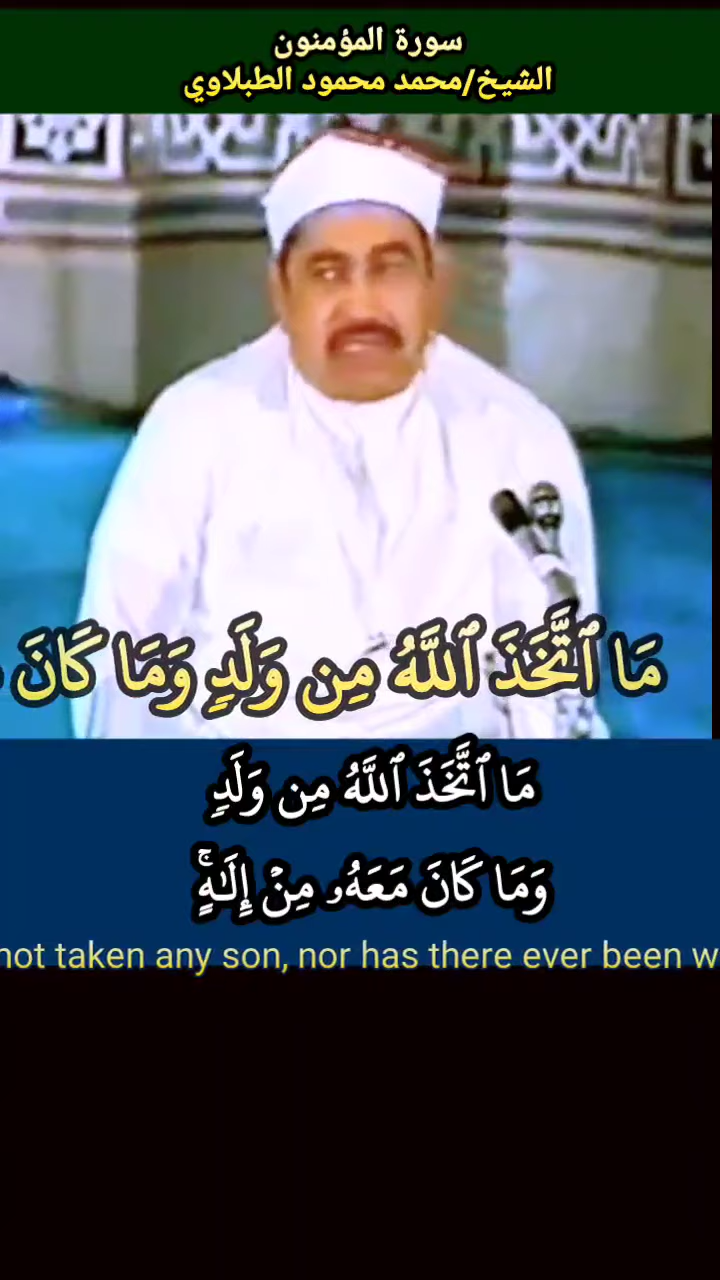 سورة المؤمنون
الشيخ/محمد محمود الطبلاوي
مَا ٱتَّخَذَ ٱللَّهُ مِن وَلَدٍ وَمَا كَانَ
مَا ٱتَّخَذَ ٱللَّهُ مِن وَلَدٍ
وَمَا كَانَ مَعَهُۥ مِنْ إِلَـٰهٍۚ
not taken any son, nor has there ever been w